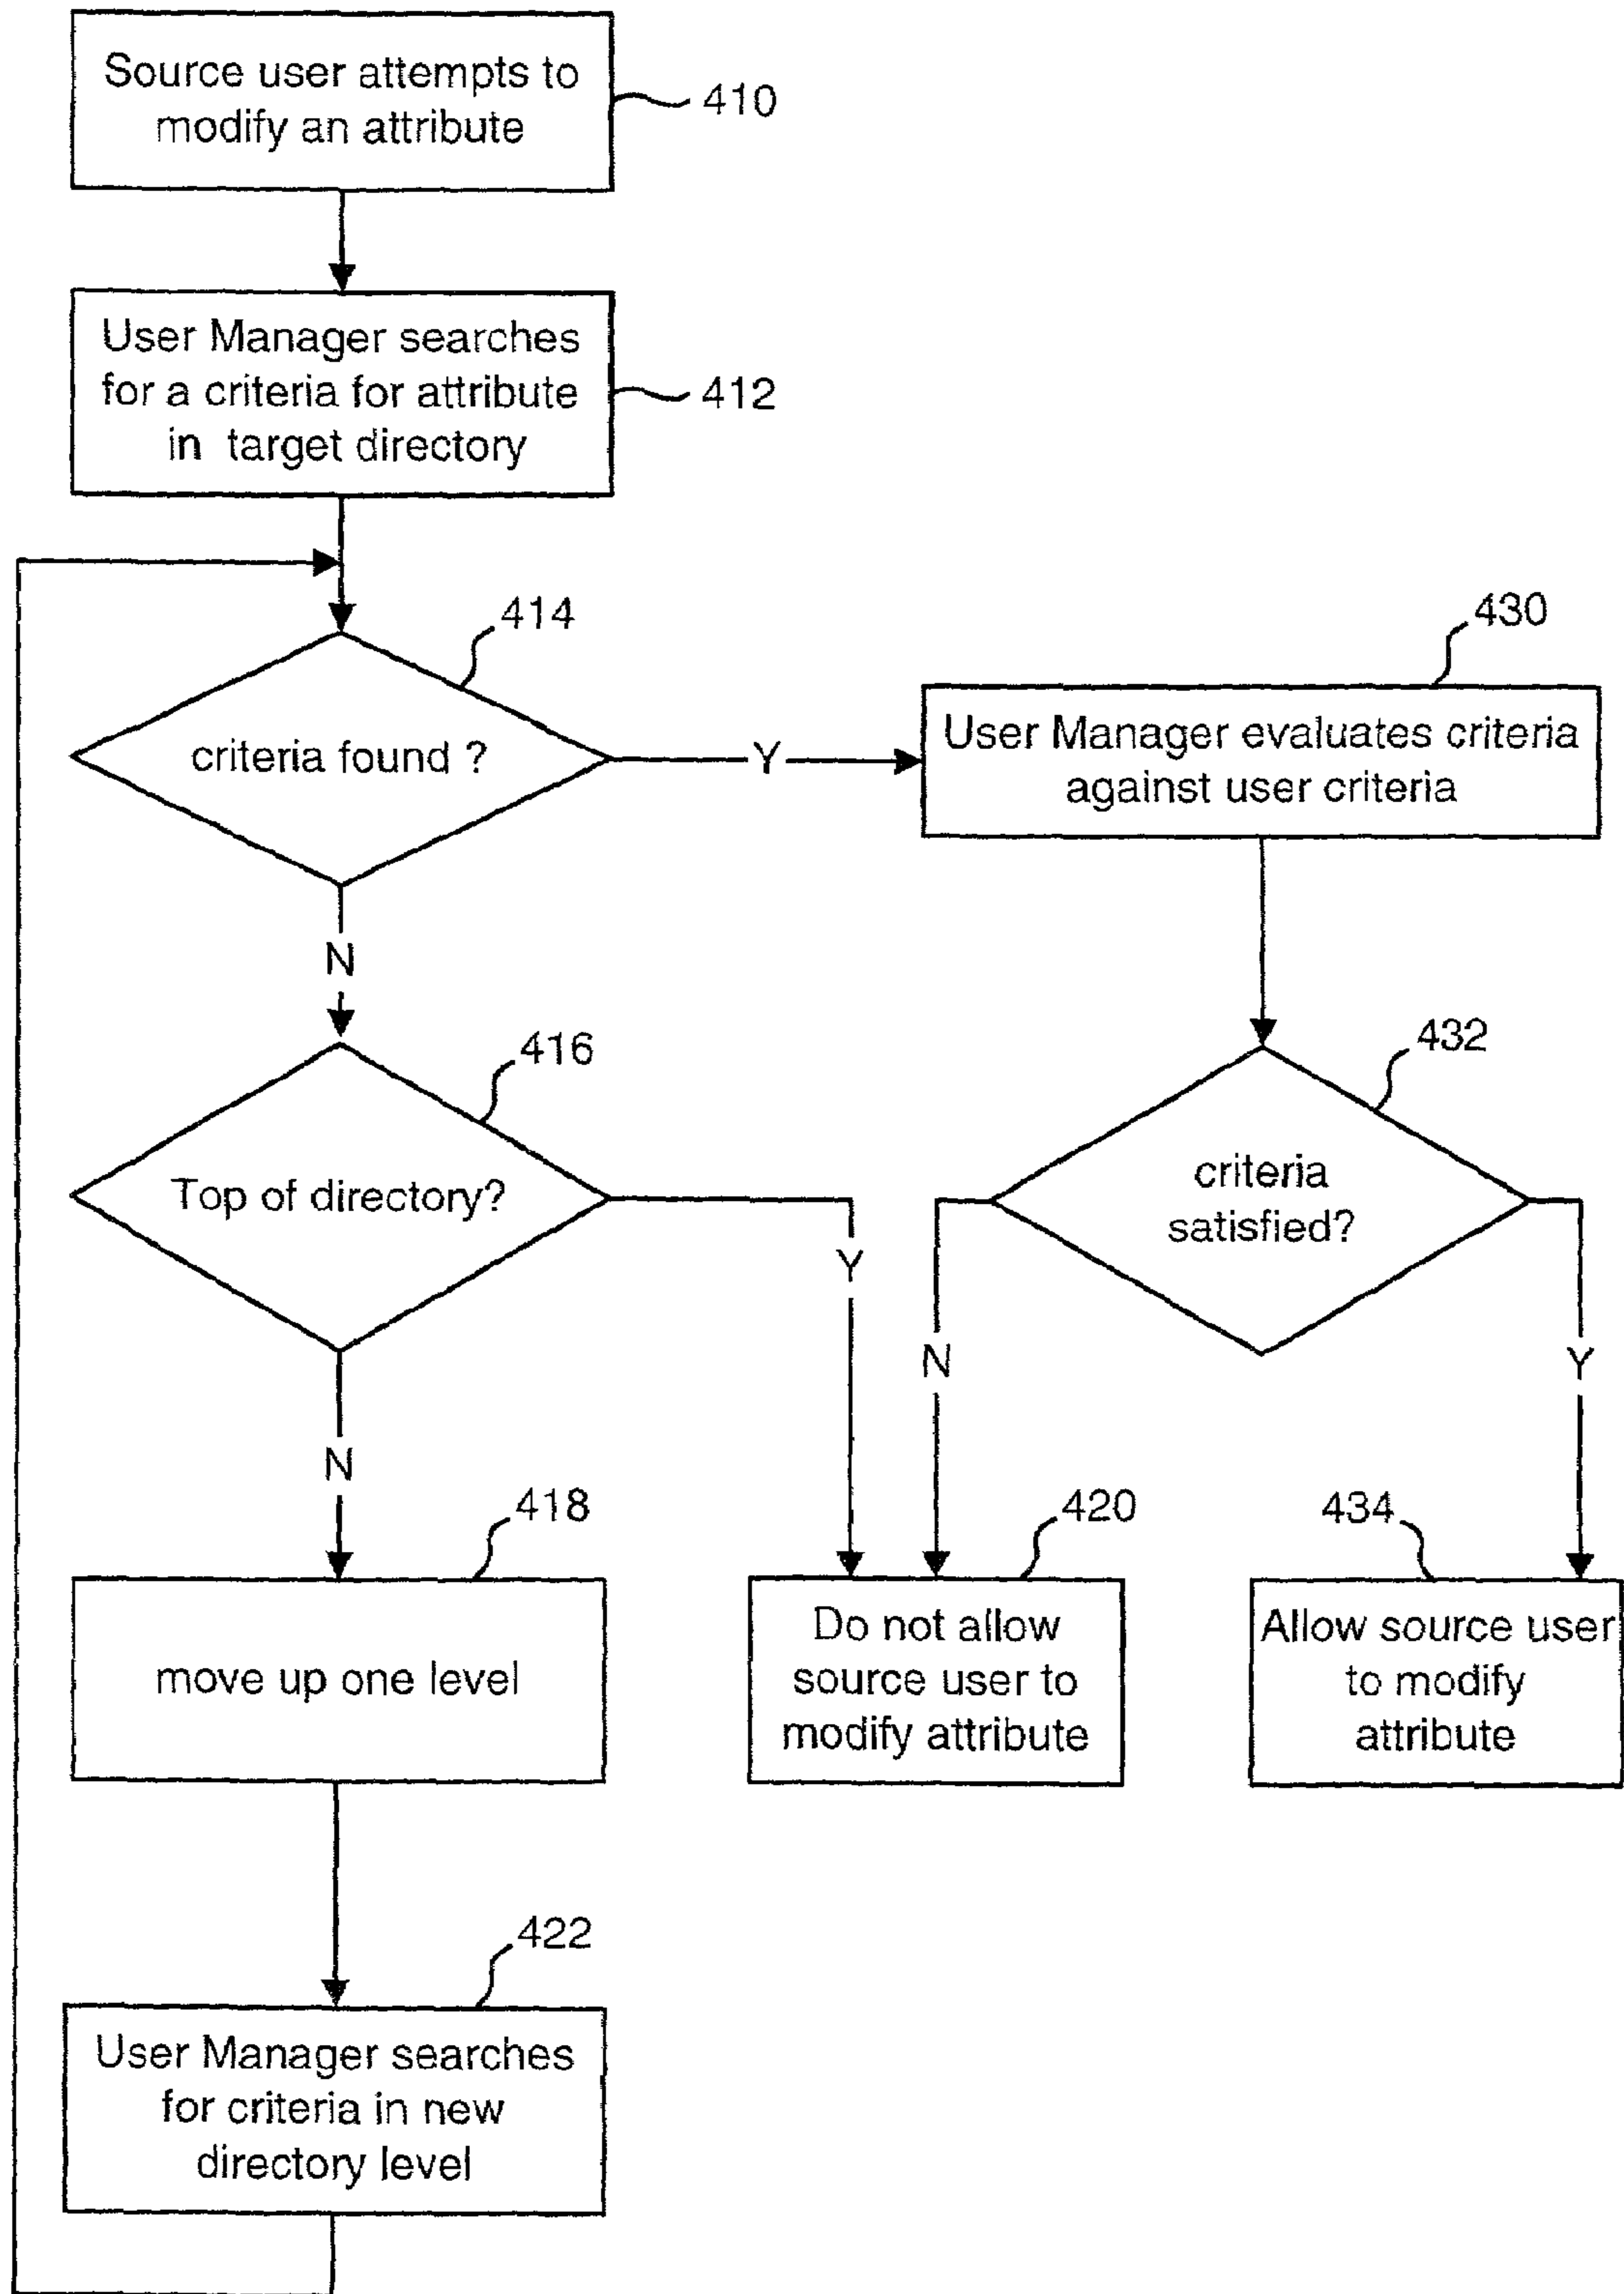 Source user attempts to
modify an attribute
410
User Manager searches
for a criteria for attribute
in target directory
412
414
criteria found ?
Y
430
User Manager evaluates criteria
against user criteria
N
416
Top of directory?
Y
432
criteria
satisfied?
N
Y
N
418
move up one level
420
Do not allow
source user to
modify attribute
434
Allow source user
to modify
attribute
422
User Manager searches
for criteria in new
directory level